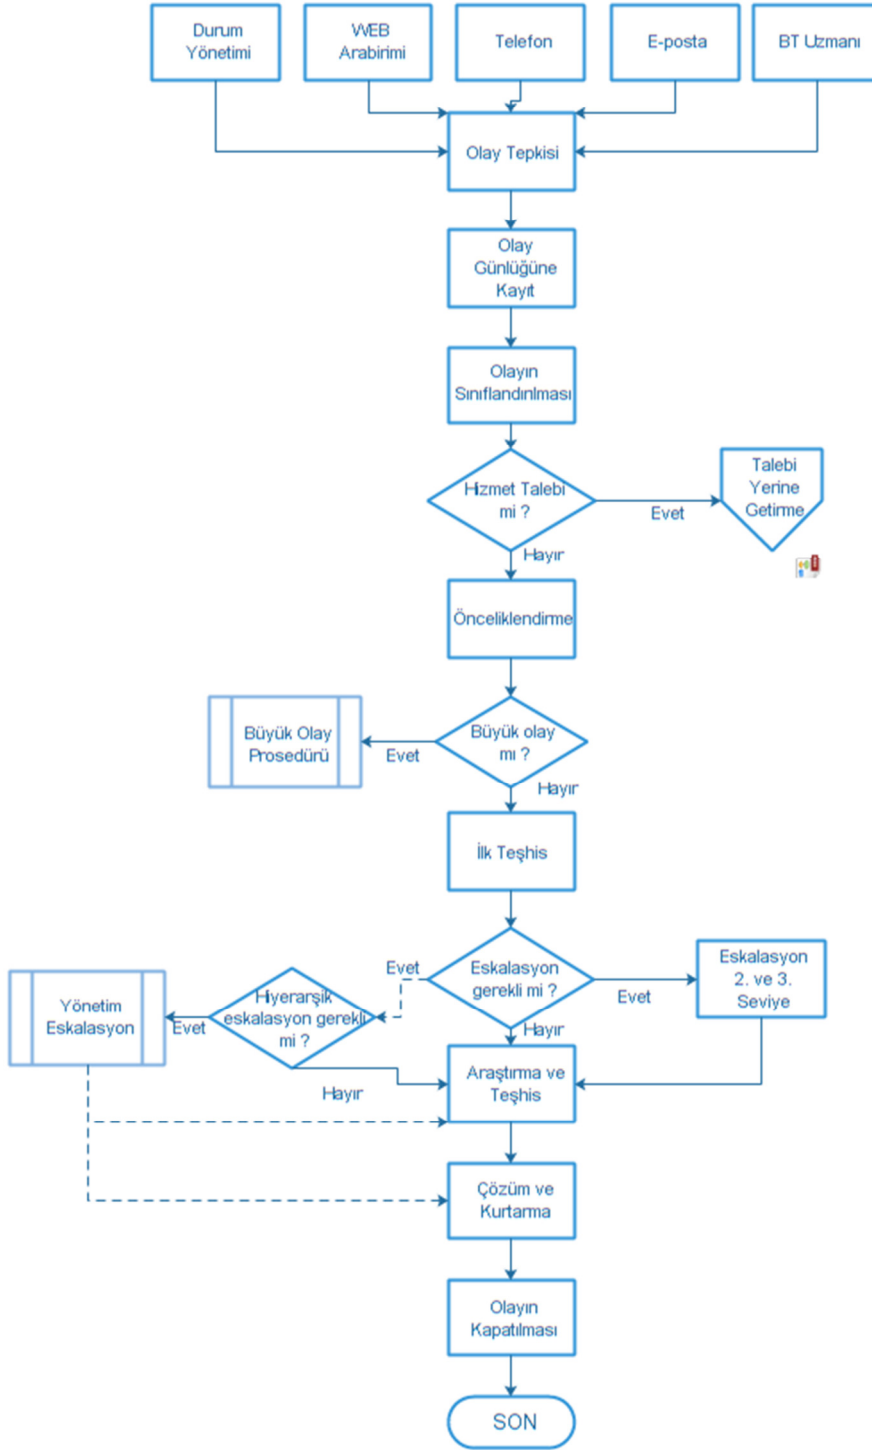 Durum
Yönetimi
WEB
Arabirimi
Telefon
E-posta
BT Uzmanı
Olay Tepkisi
Olay
Günlüğüne
Kayıt
Olayın
Sınıflandırılması
Hizmet Talebi
mi ?
Evet
Talebi
Yerine
Getirme
Hayır
Önceliklendirme
Büyük olay
mı ?
Evet
Büyük Olay
Prosedürü
Hayır
İlk Teşhis
Eskalasyon
gerekli mi ?
Evet
Evet
Eskalasyon
2. ve 3.
Seviye
Hiyerarşik
eskalasyon gerekli
mi ?
Evet
Yönetim
Eskalasyon
Hayır
Hayır
Araştırma ve
Teşhis
Çözüm ve
Kurtarma
Olayın
Kapatılması
SON